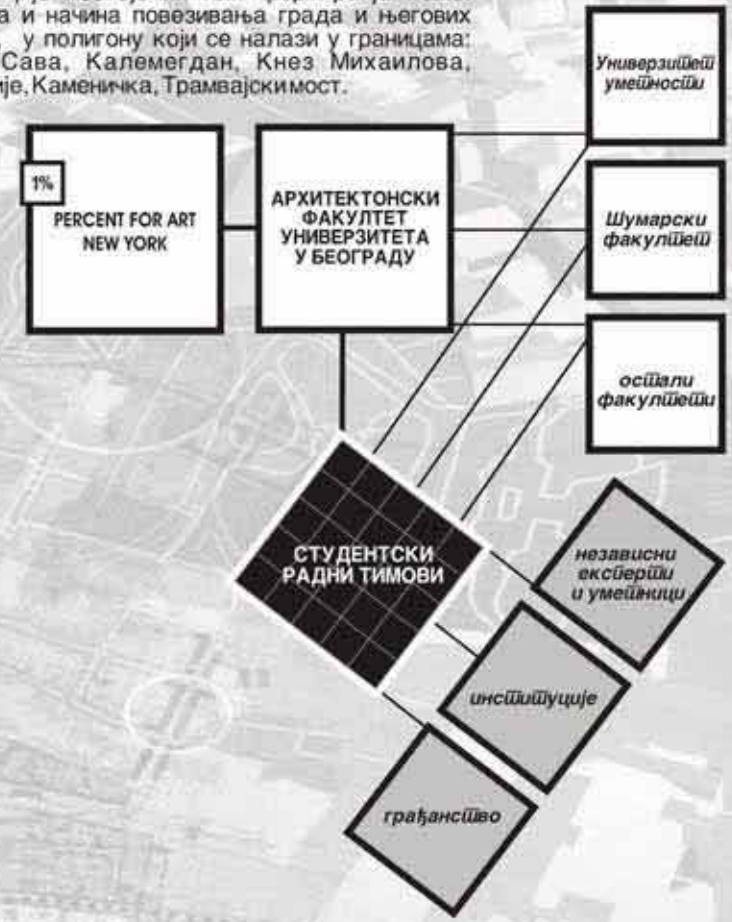 а и начина повезивања града и његових
у полигону који се налази у границама:
Сава, Калемегдан, Кнез Михаилова,
је, Каменичка, Трамвајски мост.
1%
PERCENT FOR ART
NEW YORK
АРХИТЕКТОНСКИ
ФАКУЛТЕТ
УНИВЕРЗИТЕТА
У БЕОГРАДУ
Универзитет
уметности
Шумарски
факултет
остали
факултети
СТУДЕНТСКИ
РАДНИ ТИМОВИ
независни
експерти
и уметници
институције
грађанство